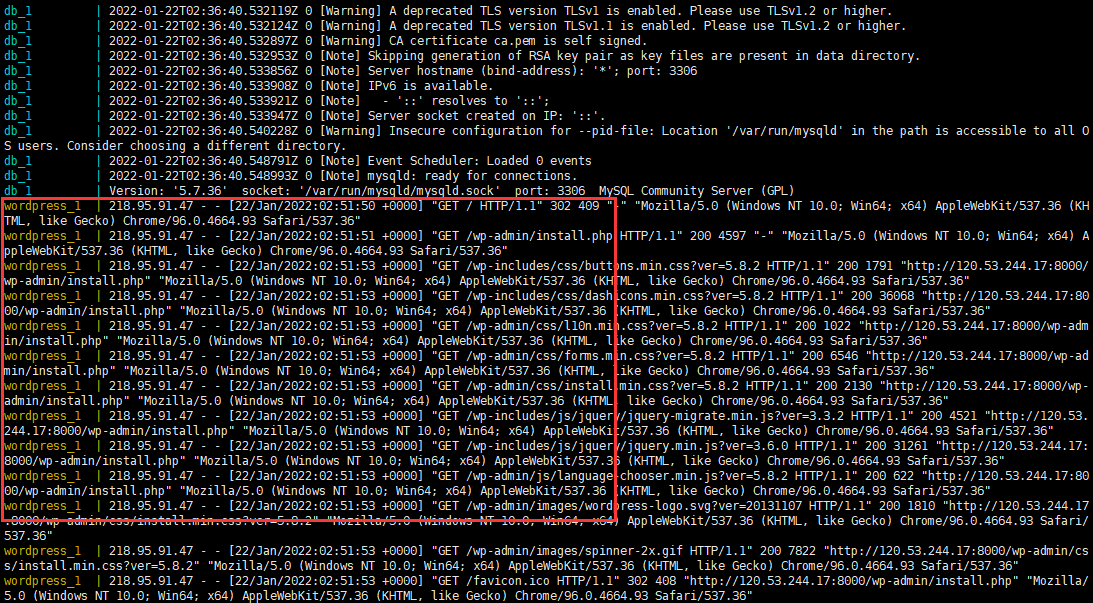 db_1         | 2022-01-22T02:36:40.532119Z 0 [Warning] A deprecated TLS version TLSv1 is enabled. Please use TLSv1.2 or higher.
db_1         | 2022-01-22T02:36:40.532124Z 0 [Warning] A deprecated TLS version TLSv1.1 is enabled. Please use TLSv1.2 or higher.
db_1         | 2022-01-22T02:36:40.532897Z 0 [Warning] CA certificate ca.pem is self signed.
db_1         | 2022-01-22T02:36:40.532953Z 0 [Note] Skipping generation of RSA key pair as key files are present in data directory.
db_1         | 2022-01-22T02:36:40.533856Z 0 [Note] Server hostname (bind-address): '*'; port: 3306
db_1         | 2022-01-22T02:36:40.533908Z 0 [Note] IPv6 is available.
db_1         | 2022-01-22T02:36:40.533921Z 0 [Note]   - '::' resolves to '::';
db_1         | 2022-01-22T02:36:40.533947Z 0 [Note] Server socket created on IP: '::'.
db_1         | 2022-01-22T02:36:40.540228Z 0 [Warning] Insecure configuration for --pid-file: Location '/var/run/mysqld' in the path is accessible to all O
S users. Consider choosing a different directory.
db_1         | 2022-01-22T02:36:40.548791Z 0 [Note] Event Scheduler: Loaded 0 events
db_1         | 2022-01-22T02:36:40.548993Z 0 [Note] mysqld: ready for connections.
db_1         | Version: '5.7.36'  socket: '/var/run/mysqld/mysqld.sock'  port: 3306  MySQL Community Server (GPL)
wordpress_1  | 218.95.91.47 - - [22/Jan/2022:02:51:50 +0000] "GET / HTTP/1.1" 302 409 "-" "Mozilla/5.0 (Windows NT 10.0; Win64; x64) AppleWebKit/537.36 (KH
TML, like Gecko) Chrome/96.0.4664.93 Safari/537.36"
wordpress_1  | 218.95.91.47 - - [22/Jan/2022:02:51:51 +0000] "GET /wp-admin/install.php HTTP/1.1" 200 4597 "-" "Mozilla/5.0 (Windows NT 10.0; Win64; x64) A
ppleWebKit/537.36 (KHTML, like Gecko) Chrome/96.0.4664.93 Safari/537.36"
wordpress_1  | 218.95.91.47 - - [22/Jan/2022:02:51:53 +0000] "GET /wp-includes/css/buttons.min.css?ver=5.8.2 HTTP/1.1" 200 1791 "http://120.53.244.17:8000/
wp-admin/install.php" "Mozilla/5.0 (Windows NT 10.0; Win64; x64) AppleWebKit/537.36 (KHTML, like Gecko) Chrome/96.0.4664.93 Safari/537.36"
wordpress_1  | 218.95.91.47 - - [22/Jan/2022:02:51:53 +0000] "GET /wp-includes/css/dashicons.min.css?ver=5.8.2 HTTP/1.1" 200 36068 "http://120.53.244.17:80
00/wp-admin/install.php" "Mozilla/5.0 (Windows NT 10.0; Win64; x64) AppleWebKit/537.36 (KHTML, like Gecko) Chrome/96.0.4664.93 Safari/537.36"
wordpress_1  | 218.95.91.47 - - [22/Jan/2022:02:51:53 +0000] "GET /wp-admin/css/l10n.min.css?ver=5.8.2 HTTP/1.1" 200 1022 "http://120.53.244.17:8000/wp-adm
in/install.php" "Mozilla/5.0 (Windows NT 10.0; Win64; x64) AppleWebKit/537.36 (KHTML, like Gecko) Chrome/96.0.4664.93 Safari/537.36"
wordpress_1  | 218.95.91.47 - - [22/Jan/2022:02:51:53 +0000] "GET /wp-admin/css/forms.min.css?ver=5.8.2 HTTP/1.1" 200 6546 "http://120.53.244.17:8000/wp-ad
min/install.php" "Mozilla/5.0 (Windows NT 10.0; Win64; x64) AppleWebKit/537.36 (KHTML, like Gecko) Chrome/96.0.4664.93 Safari/537.36"
wordpress_1  | 218.95.91.47 - - [22/Jan/2022:02:51:53 +0000] "GET /wp-admin/css/install.min.css?ver=5.8.2 HTTP/1.1" 200 2130 "http://120.53.244.17:8000/wp-
admin/install.php" "Mozilla/5.0 (Windows NT 10.0; Win64; x64) AppleWebKit/537.36 (KHTML, like Gecko) Chrome/96.0.4664.93 Safari/537.36"
wordpress_1  | 218.95.91.47 - - [22/Jan/2022:02:51:53 +0000] "GET /wp-includes/js/jquery/jquery-migrate.min.js?ver=3.3.2 HTTP/1.1" 200 4521 "http://120.53.
244.17:8000/wp-admin/install.php" "Mozilla/5.0 (Windows NT 10.0; Win64; x64) AppleWebKit/537.36 (KHTML, like Gecko) Chrome/96.0.4664.93 Safari/537.36"
wordpress_1  | 218.95.91.47 - - [22/Jan/2022:02:51:53 +0000] "GET /wp-includes/js/jquery/jquery.min.js?ver=3.6.0 HTTP/1.1" 200 31261 "http://120.53.244.17:
8000/wp-admin/install.php" "Mozilla/5.0 (Windows NT 10.0; Win64; x64) AppleWebKit/537.36 (KHTML, like Gecko) Chrome/96.0.4664.93 Safari/537.36"
wordpress_1  | 218.95.91.47 - - [22/Jan/2022:02:51:53 +0000] "GET /wp-admin/js/language-chooser.min.js?ver=5.8.2 HTTP/1.1" 200 622 "http://120.53.244.17:80
00/wp-admin/install.php" "Mozilla/5.0 (Windows NT 10.0; Win64; x64) AppleWebKit/537.36 (KHTML, like Gecko) Chrome/96.0.4664.93 Safari/537.36"
wordpress_1  | 218.95.91.47 - - [22/Jan/2022:02:51:53 +0000] "GET /wp-admin/images/wordpress-logo.svg?ver=20131107 HTTP/1.1" 200 1810 "http://120.53.244.17
:8000/wp-admin/css/install.min.css?ver=5.8.2" "Mozilla/5.0 (Windows NT 10.0; Win64; x64) AppleWebKit/537.36 (KHTML, like Gecko) Chrome/96.0.4664.93 Safari/
537.36"
wordpress_1  | 218.95.91.47 - - [22/Jan/2022:02:51:53 +0000] "GET /wp-admin/images/spinner-2x.gif HTTP/1.1" 200 7822 "http://120.53.244.17:8000/wp-admin/cs
s/install.min.css?ver=5.8.2" "Mozilla/5.0 (Windows NT 10.0; Win64; x64) AppleWebKit/537.36 (KHTML, like Gecko) Chrome/96.0.4664.93 Safari/537.36"
wordpress_1  | 218.95.91.47 - - [22/Jan/2022:02:51:53 +0000] "GET /favicon.ico HTTP/1.1" 302 408 "http://120.53.244.17:8000/wp-admin/install.php" "Mozilla/
5.0 (Windows NT 10.0; Win64; x64) AppleWebKit/537.36 (KHTML, like Gecko) Chrome/96.0.4664.93 Safari/537.36"